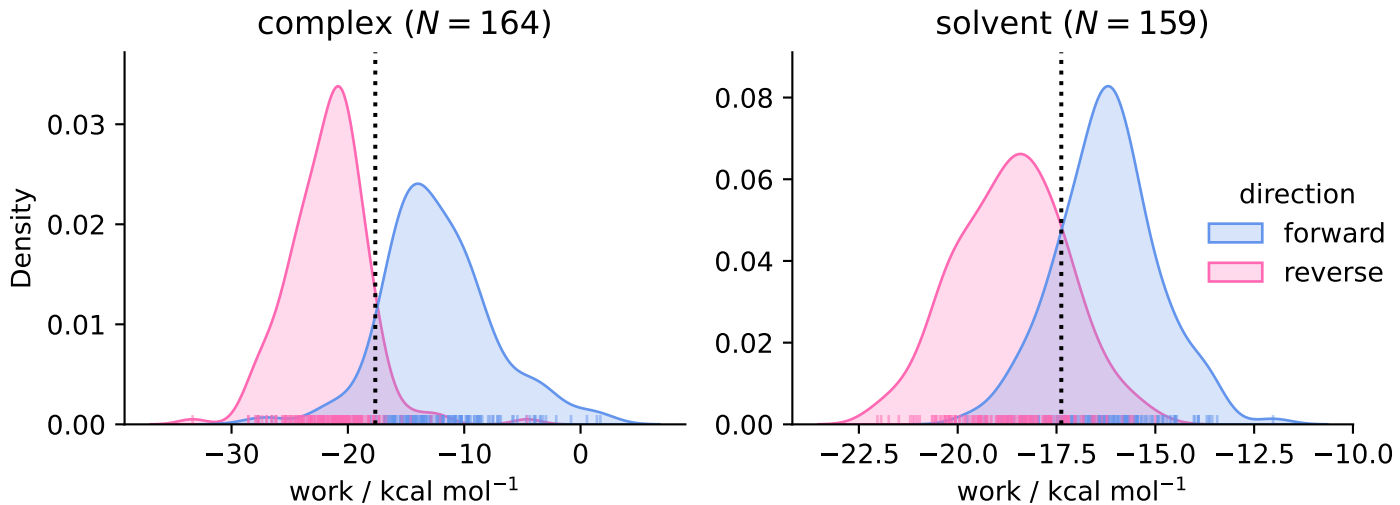 complex (N = 164)
Density
0.03
0.02
0.01
0.00
−30
−20
−10
0
work / kcal mol⁻¹
solvent (N = 159)
0.08
0.06
0.04
0.02
0.00
−22.5
−20.0
−17.5
−15.0
−12.5
−10.0
work / kcal mol⁻¹
direction
forward
reverse